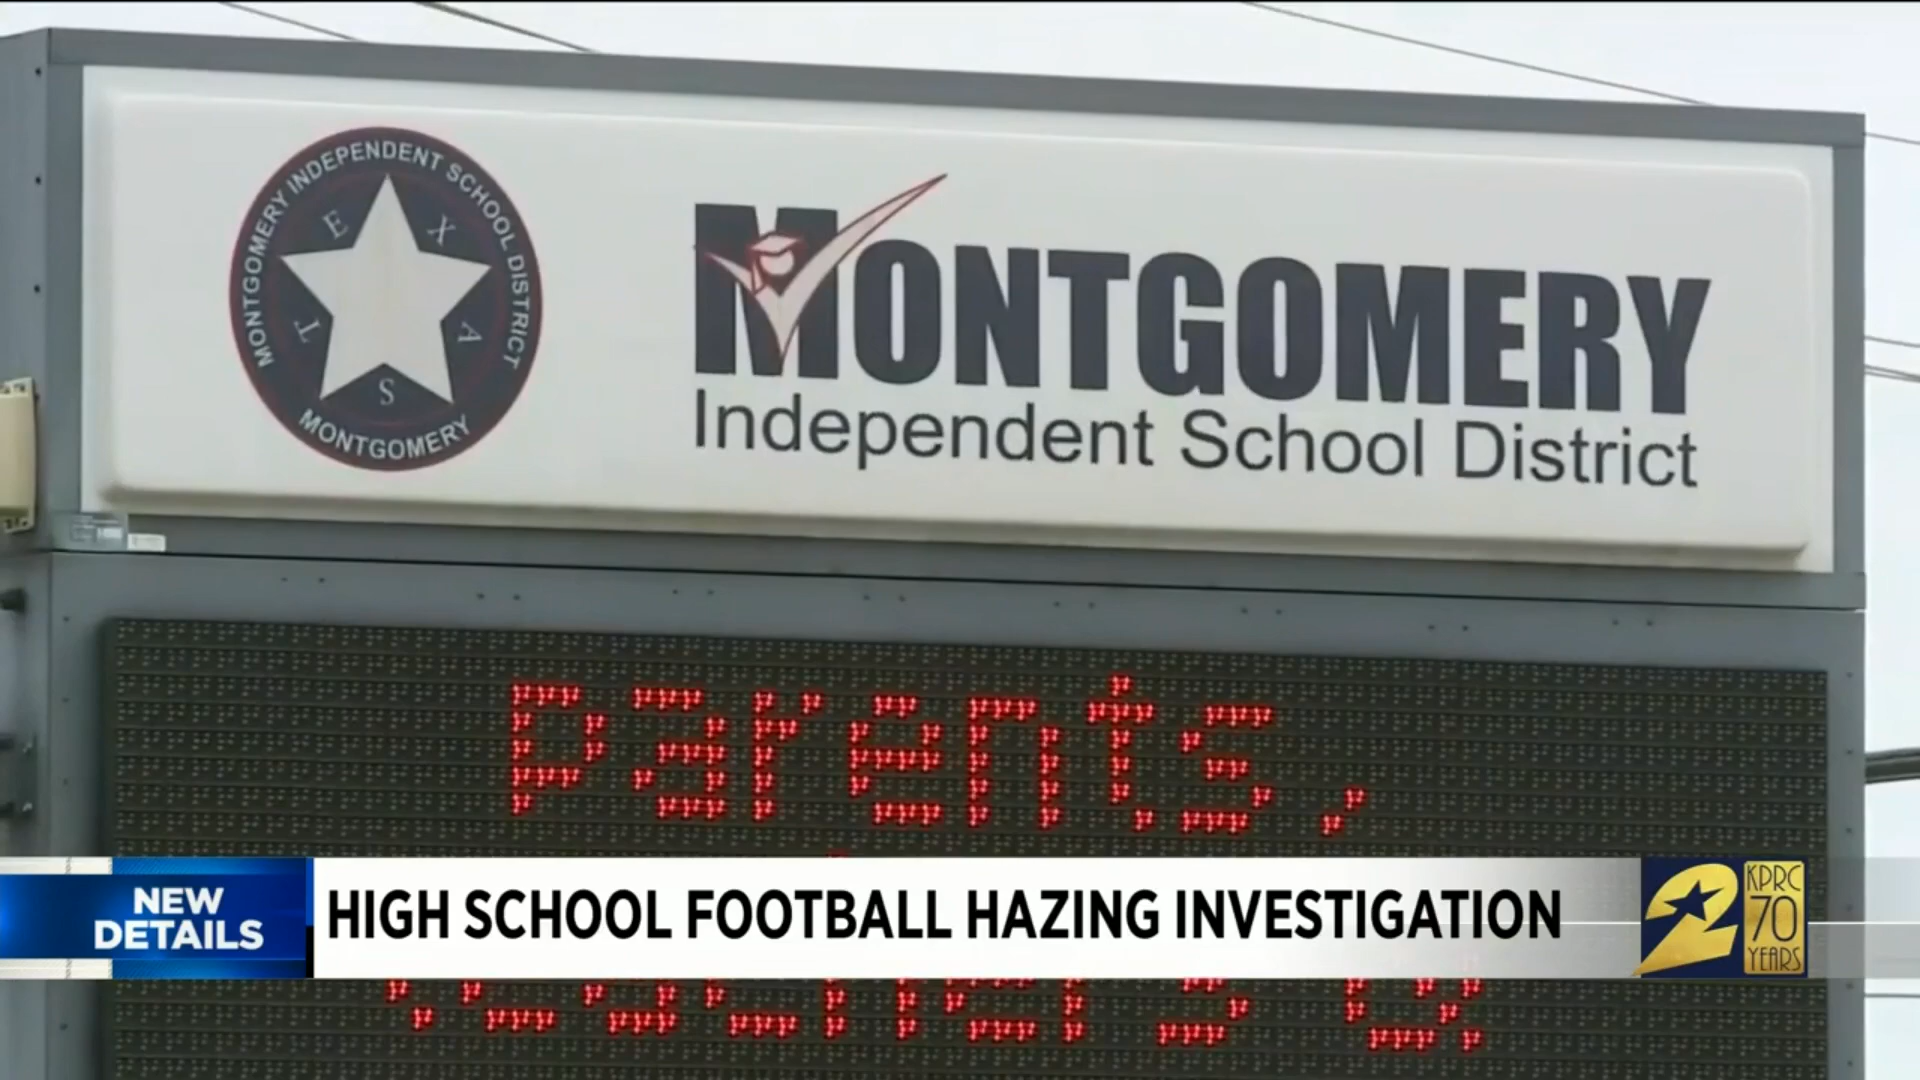 MONTGOMERY INDEPENDENT SCHOOL DISTRICT
TEXAS
MONTGOMERY
MONTGOMERY
Independent School District
parents,
NEW
DETAILS
HIGH SCHOOL FOOTBALL HAZING INVESTIGATION
2
KPRC
70
YEARS